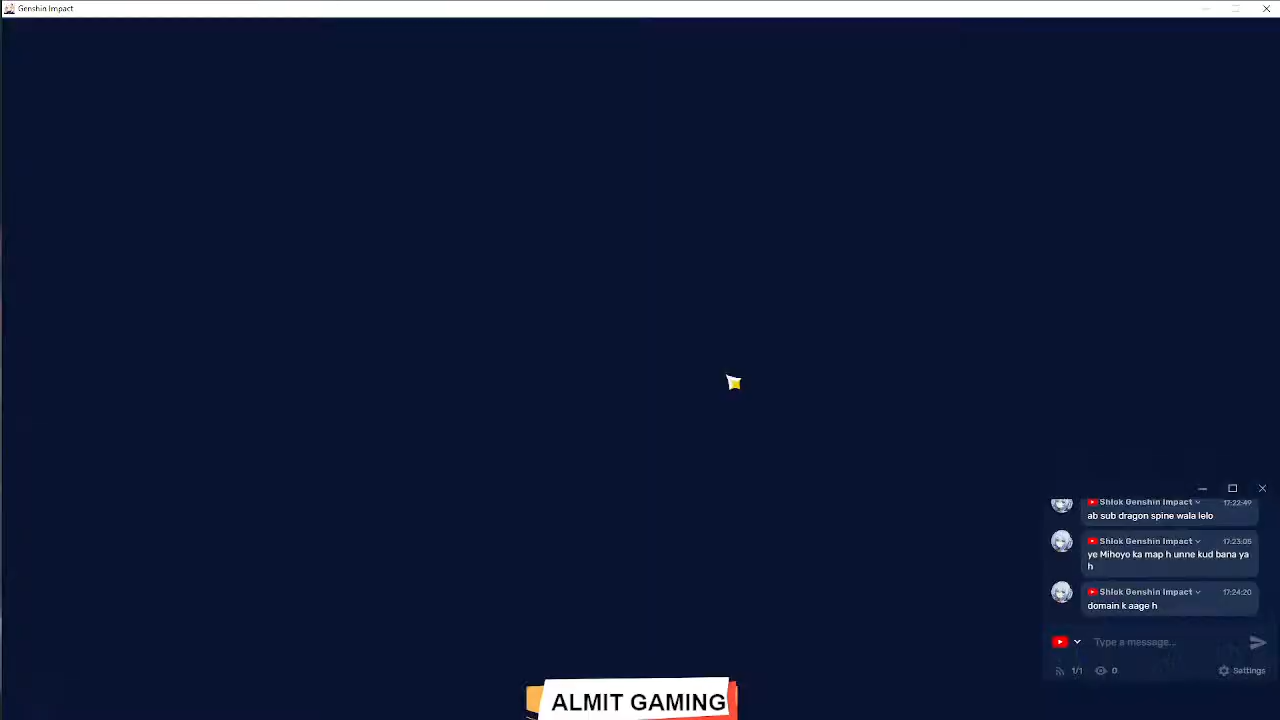 Genshin Impact
Shlok Genshin Impact 17:22:49
ab sub dragon spine wala lelo
Shlok Genshin Impact 17:23:05
ye Mihoyo ka map h unne kud bana ya
h
Shlok Genshin Impact 17:24:20
domain k aage h
Type a message...
1/1 0 Settings
ALMIT GAMING